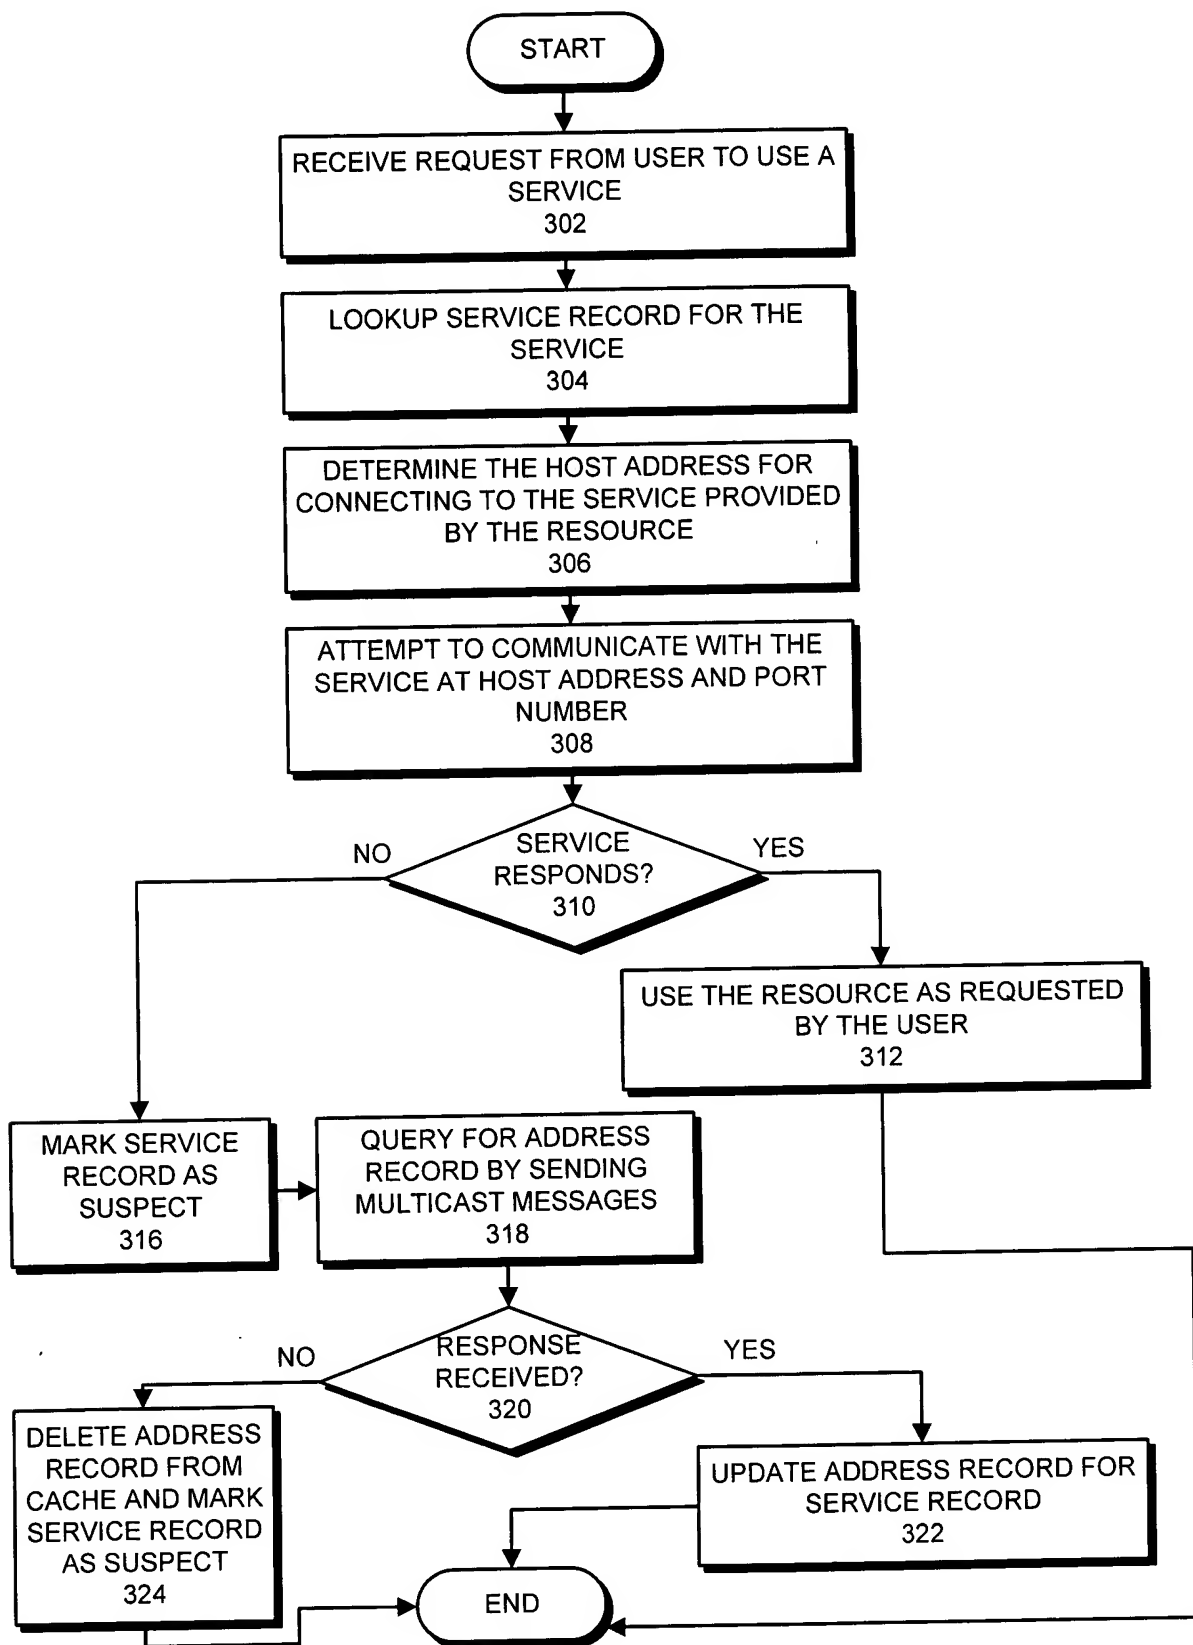 START
RECEIVE REQUEST FROM USER TO USE A
SERVICE
302
LOOKUP SERVICE RECORD FOR THE
SERVICE
304
DETERMINE THE HOST ADDRESS FOR
CONNECTING TO THE SERVICE PROVIDED
BY THE RESOURCE
306
ATTEMPT TO COMMUNICATE WITH THE
SERVICE AT HOST ADDRESS AND PORT
NUMBER
308
NO
SERVICE
RESPONDS?
310
YES
USE THE RESOURCE AS REQUESTED
BY THE USER
312
MARK SERVICE
RECORD AS
SUSPECT
316
QUERY FOR ADDRESS
RECORD BY SENDING
MULTICAST MESSAGES
318
NO
RESPONSE
RECEIVED?
320
YES
DELETE ADDRESS
RECORD FROM
CACHE AND MARK
SERVICE RECORD
AS SUSPECT
324
UPDATE ADDRESS RECORD FOR
SERVICE RECORD
322
END